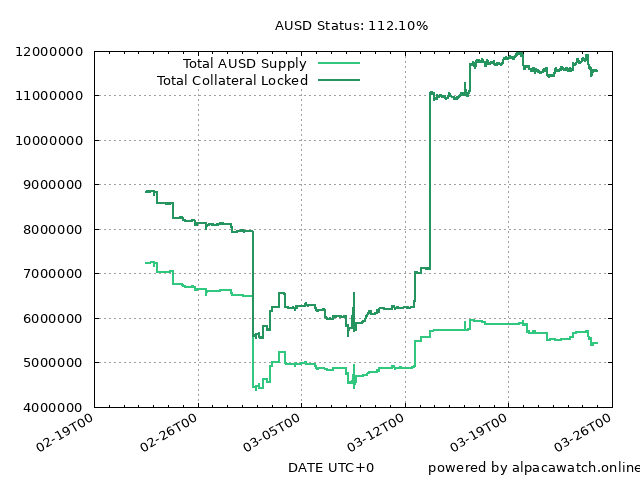 AUSD Status: 112.10%
12000000
11000000
10000000
9000000
8000000
7000000
6000000
5000000
4000000
Total AUSD Supply
Total Collateral Locked
02-19T00
02-26T00
03-05T00
03-12T00
03-19T00
03-26T00
DATE UTC+0
powered by alpacawatch.online